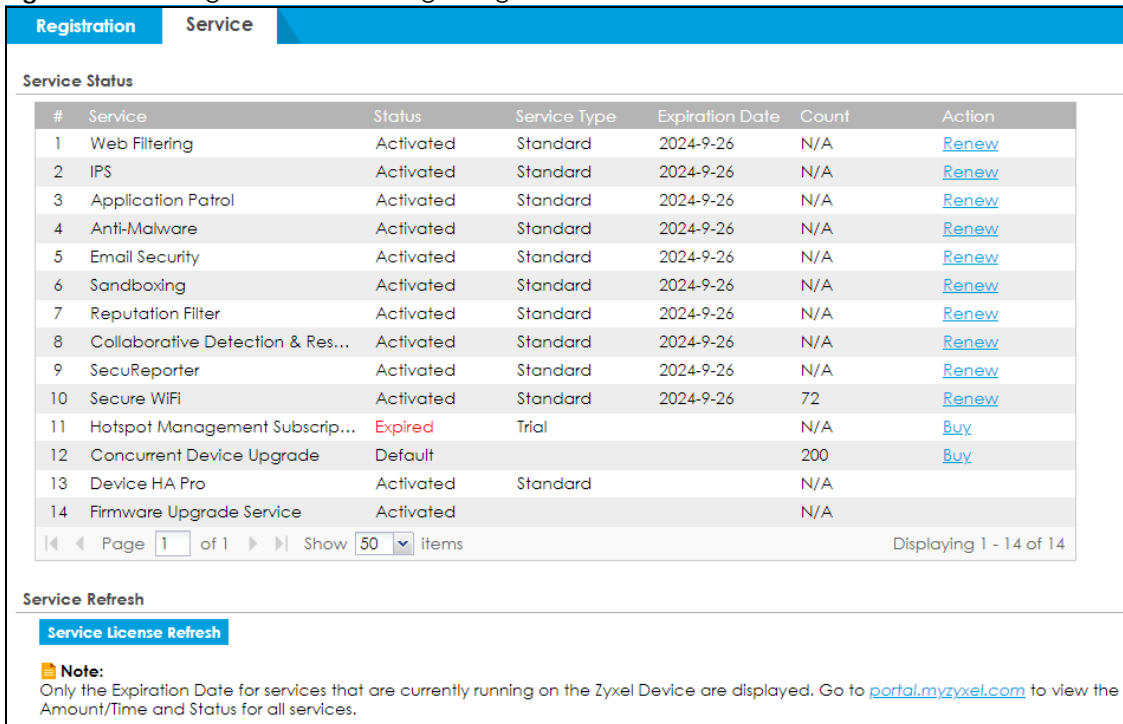 Registration Service
Service Status
# Service Status Service Type Expiration Date Count Action
1 Web Filtering Activated Standard 2024-9-26 N/A Renew
2 IPS Activated Standard 2024-9-26 N/A Renew
3 Application Patrol Activated Standard 2024-9-26 N/A Renew
4 Anti-Malware Activated Standard 2024-9-26 N/A Renew
5 Email Security Activated Standard 2024-9-26 N/A Renew
6 Sandboxing Activated Standard 2024-9-26 N/A Renew
7 Reputation Filter Activated Standard 2024-9-26 N/A Renew
8 Collaborative Detection & Res... Activated Standard 2024-9-26 N/A Renew
9 SecuReporter Activated Standard 2024-9-26 N/A Renew
10 Secure WiFi Activated Standard 2024-9-26 72 Renew
11 Hotspot Management Subscrip... Expired Trial N/A Buy
12 Concurrent Device Upgrade Default 200 Buy
13 Device HA Pro Activated Standard N/A
14 Firmware Upgrade Service Activated N/A
Page 1 of 1 Show 50 items Displaying 1 - 14 of 14
Service Refresh
Service License Refresh
Note:
Only the Expiration Date for services that are currently running on the Zyxel Device are displayed. Go to portal.myzyxel.com to view the
Amount/Time and Status for all services.